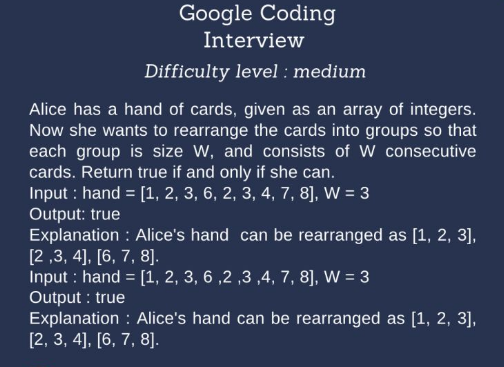 Google Coding
Interview
Difficulty level : medium
Alice has a hand of cards, given as an array of integers.
Now she wants to rearrange the cards into groups so that
each group is size W, and consists of W consecutive
cards. Return true if and only if she can.
Input : hand = [1, 2, 3, 6, 2, 3, 4, 7, 8], W = 3
Output: true
Explanation : Alice's hand  can be rearranged as [1, 2, 3],
[2 ,3, 4], [6, 7, 8].
Input : hand = [1, 2, 3, 6 ,2 ,3 ,4, 7, 8], W = 3
Output : true
Explanation : Alice's hand can be rearranged as [1, 2, 3],
[2, 3, 4], [6, 7, 8].